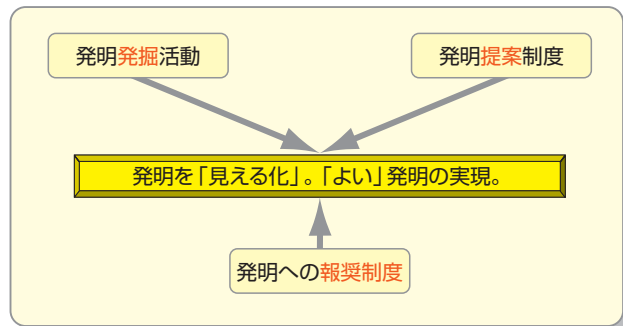 発明発掘活動
発明提案制度
発明を「見える化」。「よい」発明の実現。
発明への報奨制度